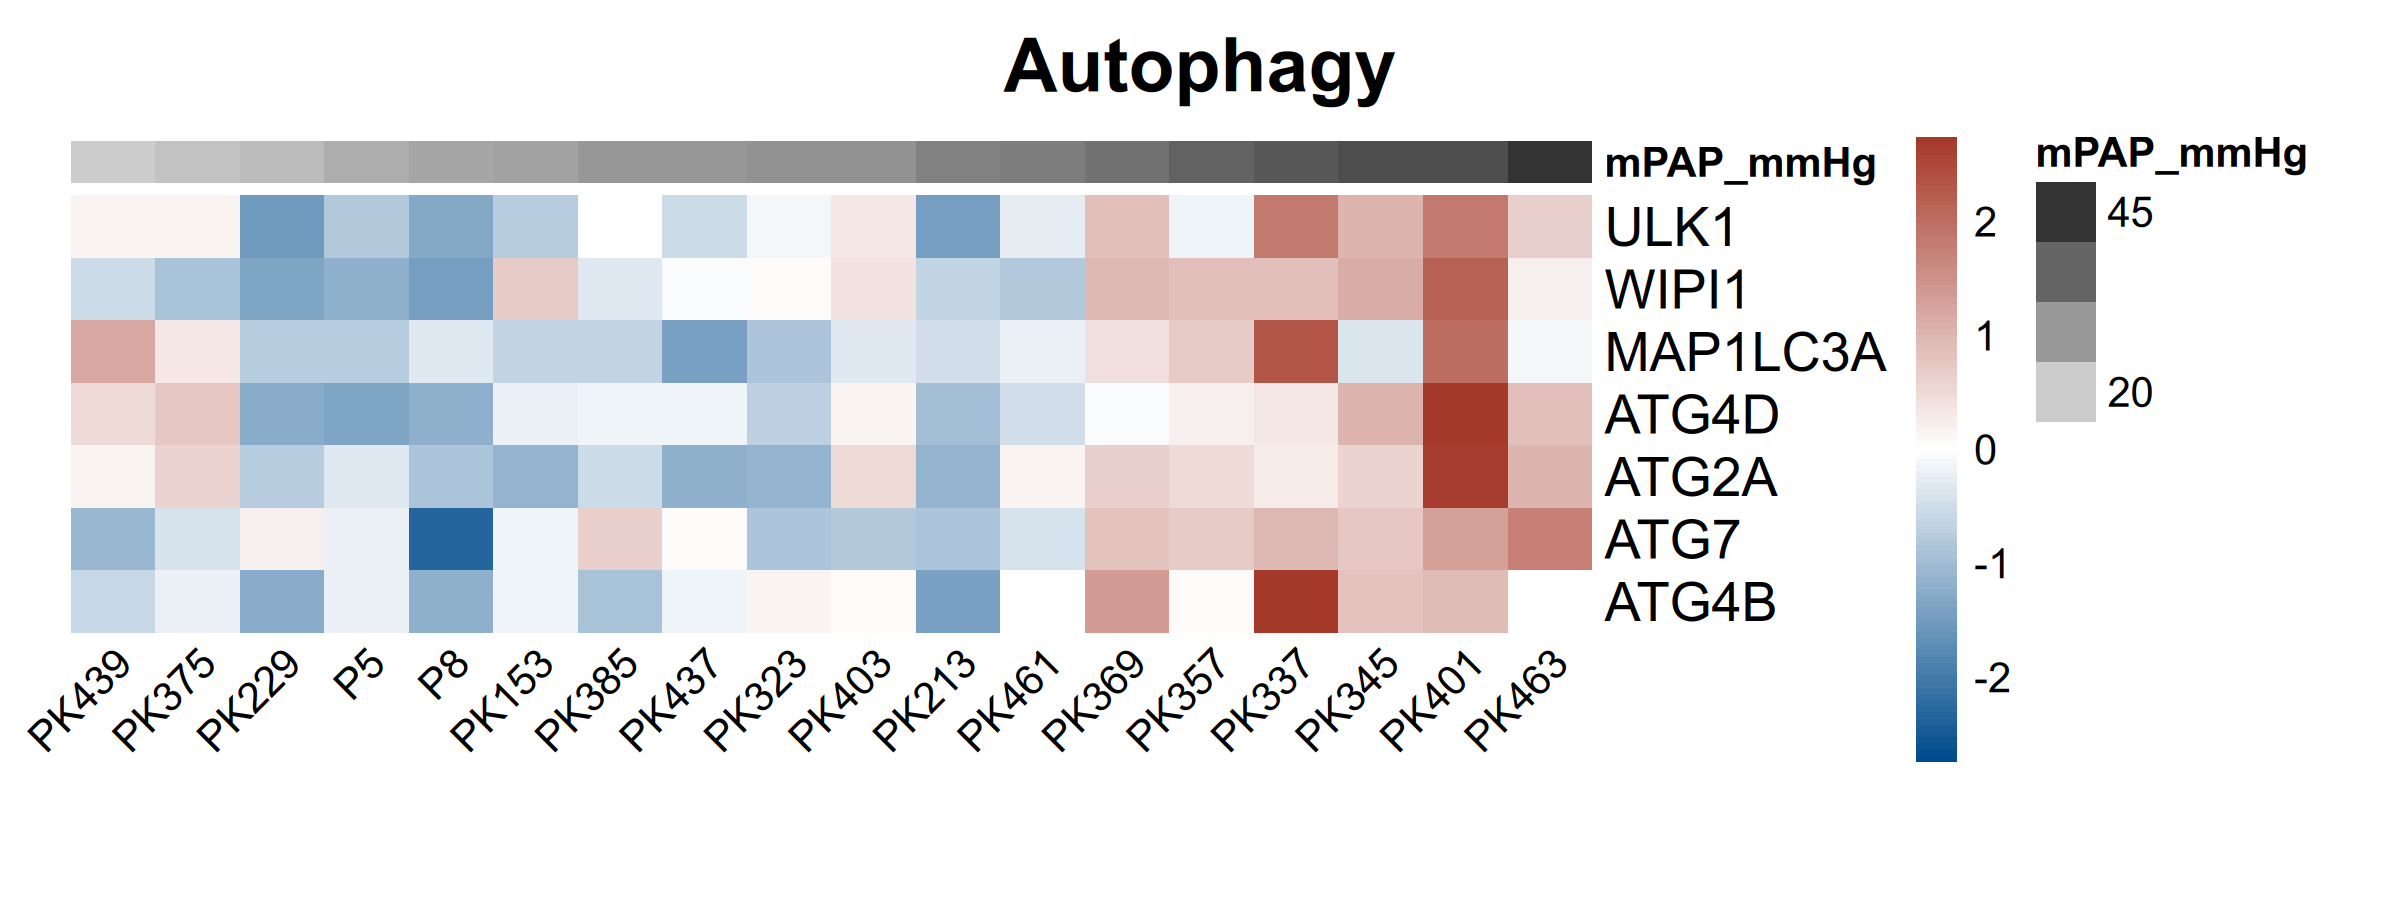 Autophagy
mPAP_mmHg
ULK1
WIPI1
MAP1LC3A
ATG4D
ATG2A
ATG7
ATG4B
PK439 PK375 PK229 P5 P8 PK153 PK385 PK437 PK323 PK403 PK213 PK461 PK369 PK357 PK337 PK345 PK401 PK463
2
1
0
-1
-2
mPAP_mmHg
45
20